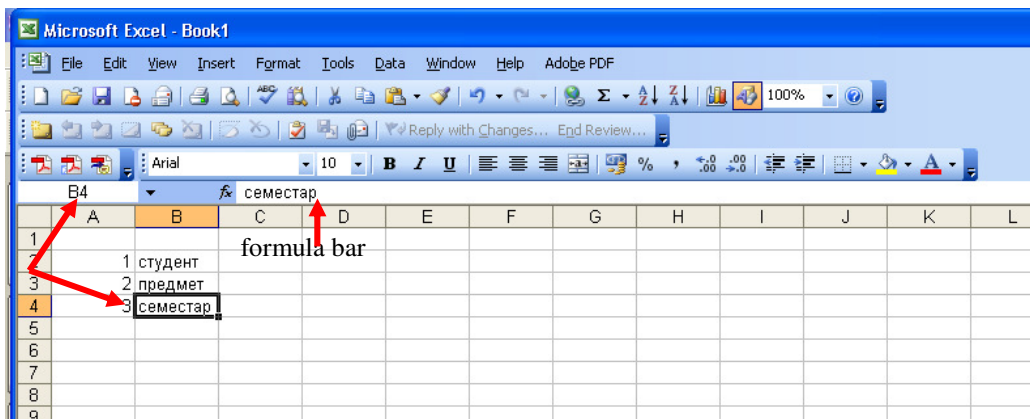 Microsoft Excel - Book1
File Edit View Insert Format Tools Data Window Help Adobe PDF
100%
Reply with Changes... End Review...
Arial 10 B I U % , .00 .00 A
B4 fx семестар
A B C D E F G H I J K L
formula bar
1
2 1 студент
3 2 предмет
4 3 семестар
5
6
7
8
9